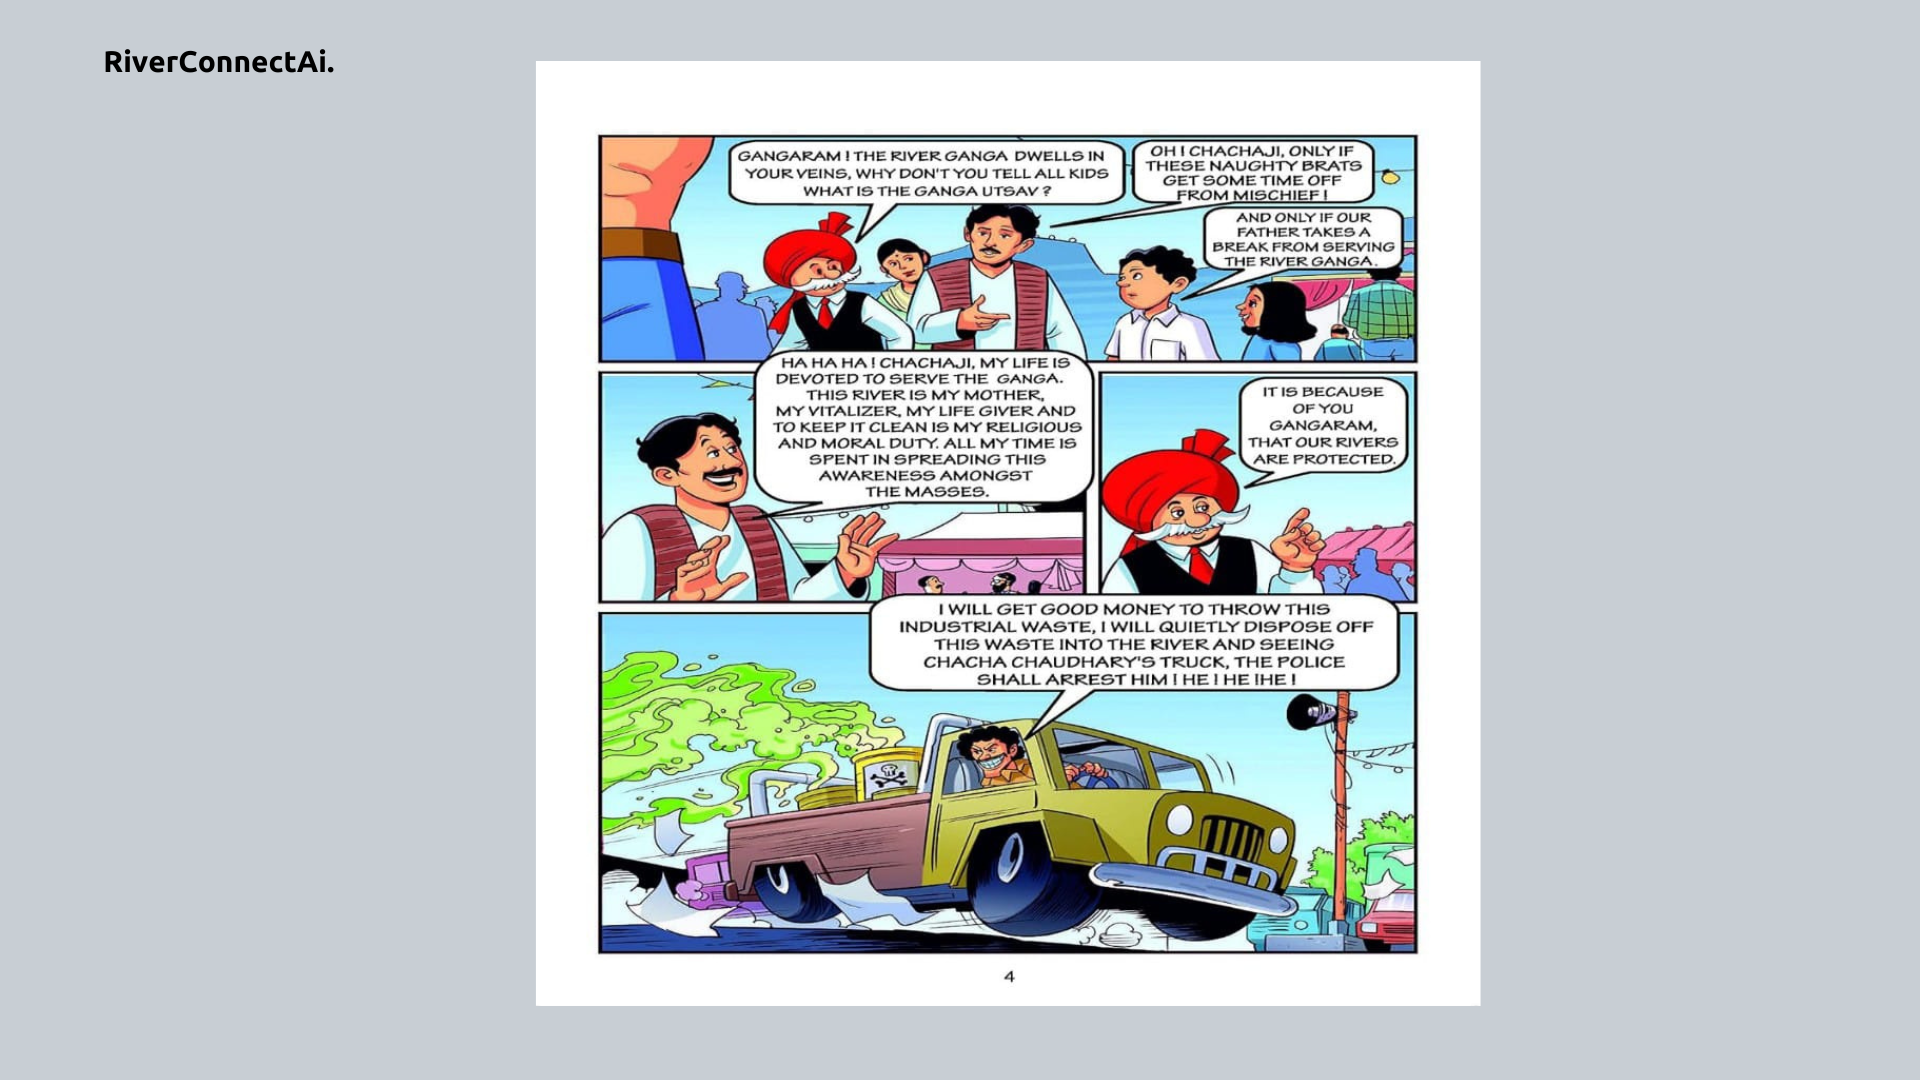 RiverConnectAi.
GANGARAM ! THE RIVER GANGA DWELLS IN
YOUR VEINS, WHY DON'T YOU TELL ALL KIDS
WHAT IS THE GANGA UTSAV ?
OH ! CHACHAJI, ONLY IF
THESE NAUGHTY BRATS
GET SOME TIME OFF
FROM MISCHIEF !
AND ONLY IF OUR
FATHER TAKES A
BREAK FROM SERVING
THE RIVER GANGA.
HA HA HA ! CHACHAJI, MY LIFE IS
DEVOTED TO SERVE THE GANGA.
THIS RIVER IS MY MOTHER,
MY VITALIZER, MY LIFE GIVER AND
TO KEEP IT CLEAN IS MY RELIGIOUS
AND MORAL DUTY. ALL MY TIME IS
SPENT IN SPREADING THIS
AWARENESS AMONGST
THE MASSES.
IT IS BECAUSE
OF YOU
GANGARAM,
THAT OUR RIVERS
ARE PROTECTED.
I WILL GET GOOD MONEY TO THROW THIS
INDUSTRIAL WASTE, I WILL QUIETLY DISPOSE OFF
THIS WASTE INTO THE RIVER AND SEEING
CHACHA CHAUDHARY'S TRUCK, THE POLICE
SHALL ARREST HIM ! HE ! HE !HE !
4